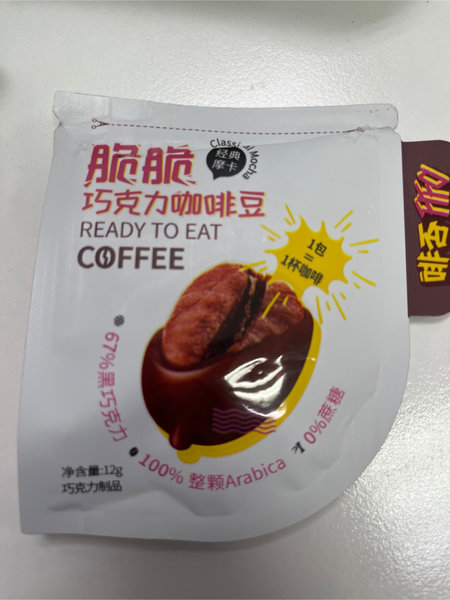 Classical Mocha
经典
摩卡
脆脆
巧克力咖啡豆
READY TO EAT
COFFEE
1包
=
1杯咖啡
67%黑巧克力
100% 整颗Arabica
0%蔗糖
净含量:12g
巧克力制品